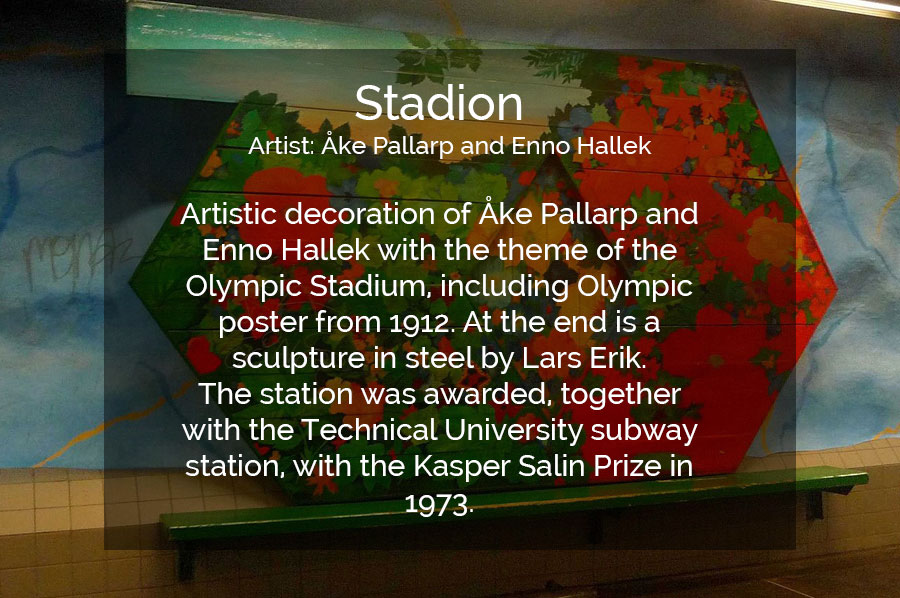 Stadion
Artist: Åke Pallarp and Enno Hallek
Artistic decoration of Åke Pallarp and
Enno Hallek with the theme of the
Olympic Stadium, including Olympic
poster from 1912. At the end is a
sculpture in steel by Lars Erik.
The station was awarded, together
with the Technical University subway
station, with the Kasper Salin Prize in
1973.